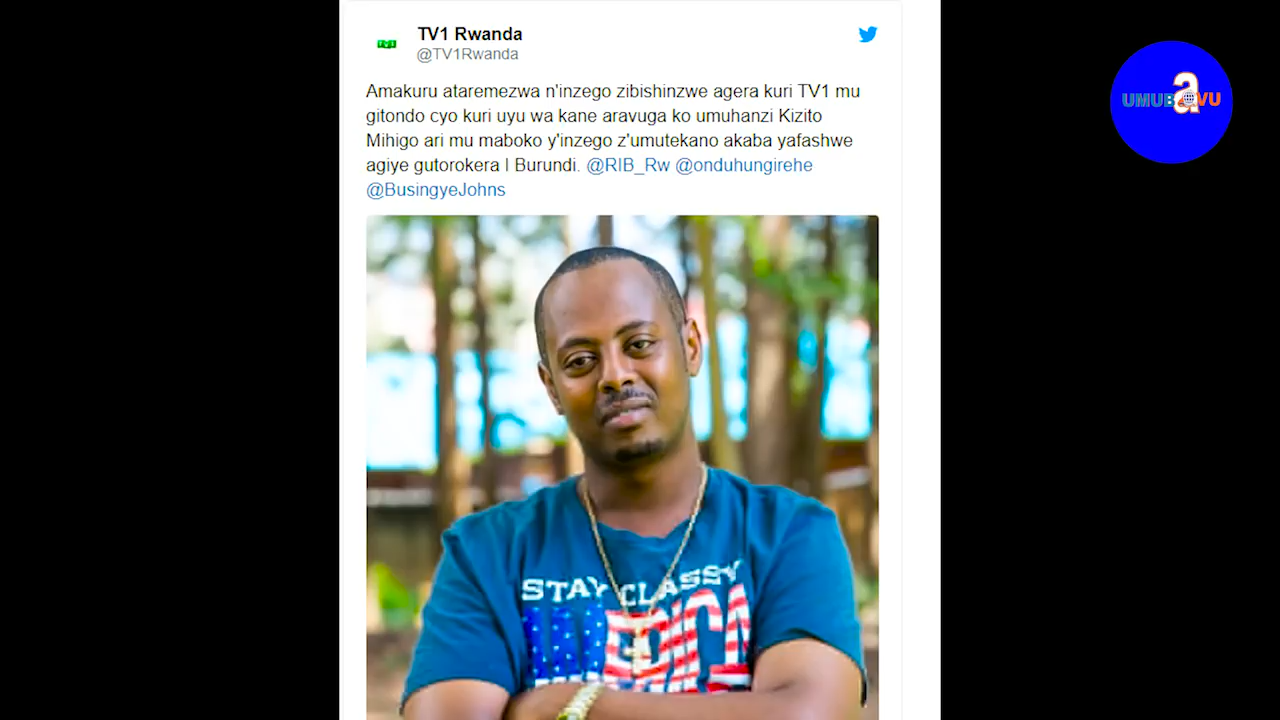 TV1 Rwanda
@TV1Rwanda
Amakuru ataremezwa n'inzego zibishinzwe agera kuri TV1 mu
gitondo cyo kuri uyu wa kane aravuga ko umuhanzi Kizito
Mihigo ari mu maboko y'inzego z'umutekano akaba yafashwe
agiye gutorokera I Burundi. @RIB_Rw @onduhungirehe
@BusingyeJohns
UMUBAVU
STAY CLASSY